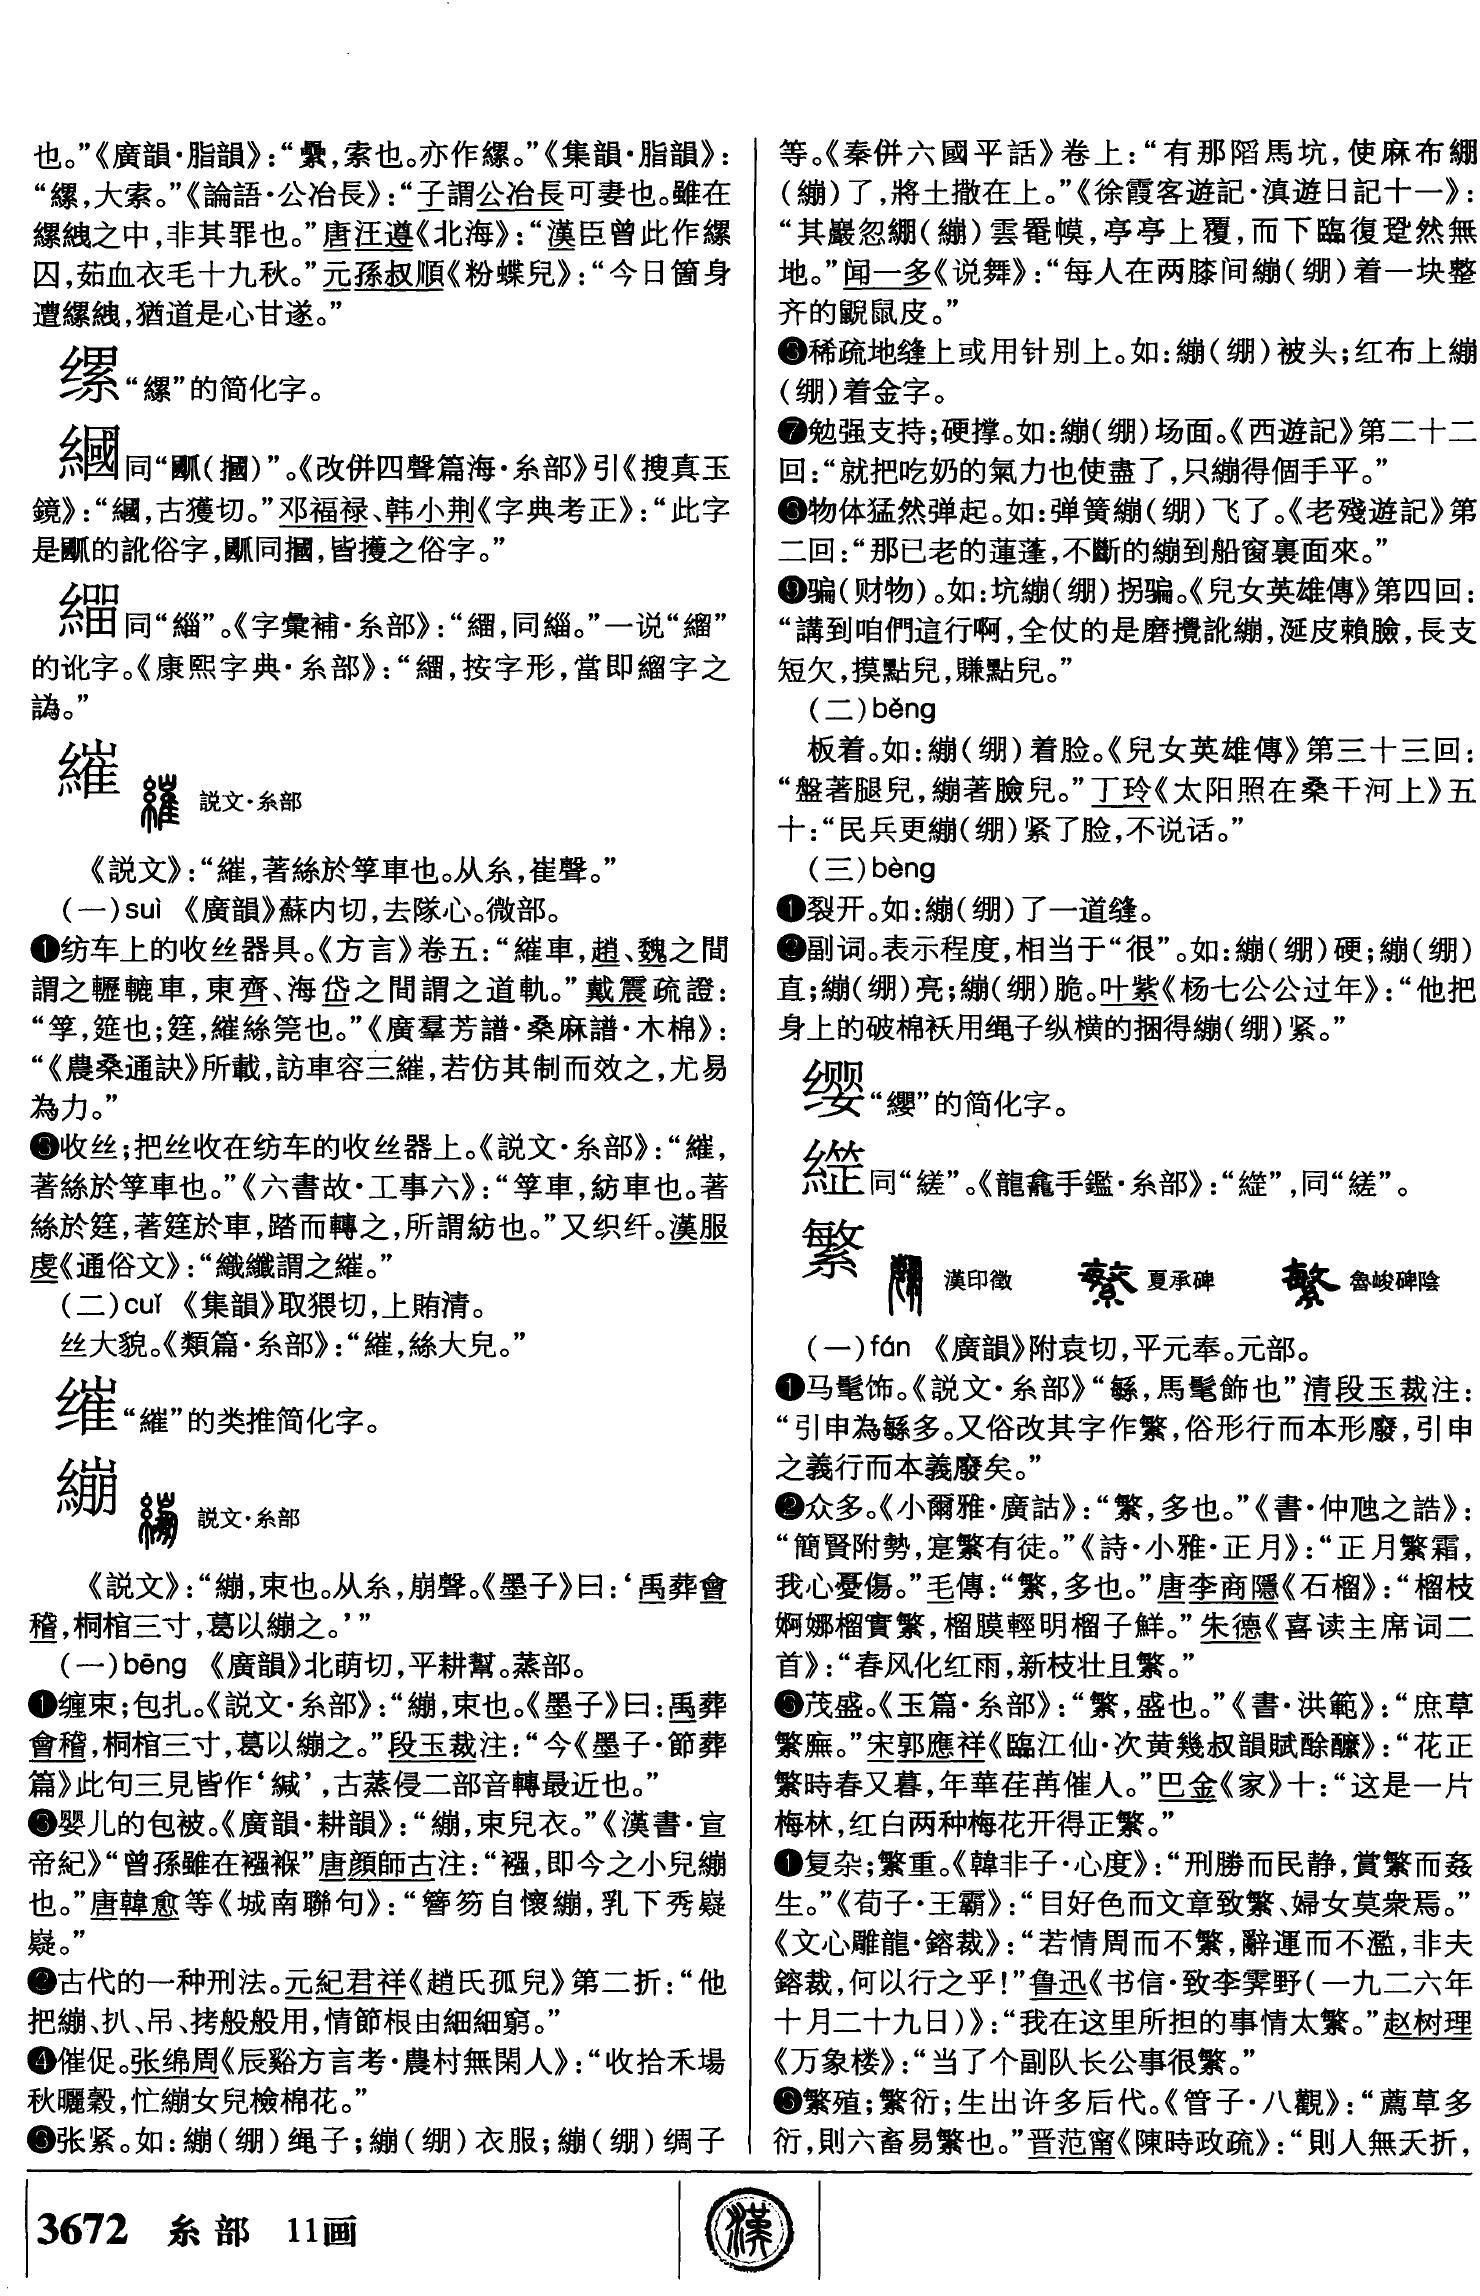 也。”《廣韻·脂韻》：“纍，索也。亦作縲。”《集韻·脂韻》：
“縲，大索。”《論語·公冶長》：“子謂公冶長可妻也。雖在
縲絏之中，非其罪也。”唐汪遵《北海》：“漢臣曾此作縲
囚，茹血衣毛十九秋。”元孫叔順《粉蝶兒》：“今日箇身
遭縲絏，猶道是心甘遂。”
缧“縲”的简化字。
同“㼌（摑）”。《改併四聲篇海·糸部》引《搜真玉
鏡》：“，古獲切。”邓福禄、韩小荆《字典考正》：“此字
是的訛俗字，同摑，皆擭之俗字。”
同“緇”。《字彙補·糸部》：“，同緇。”一说“繝”
的讹字。《康熙字典·糸部》：“，按字形，當即字之
譌。”
繀 説文·糸部
《説文》：“繀，著絲於筟車也。从糸，崔聲。”
（一）suì 《廣韻》蘇内切，去隊心。微部。
❶纺车上的收丝器具。《方言》卷五：“繀車，趙、魏之間
謂之轣轆車，東齊、海岱之間謂之道軌。”戴震疏證：
“筟，筳也；筳，繀絲筦也。”《廣羣芳譜·桑麻譜·木棉》：
“《農桑通訣》所載，訪車容三繀，若仿其制而效之，尤易
為力。”
❸收丝；把丝收在纺车的收丝器上。《説文·糸部》：“繀，
著絲於筟車也。”《六書故·工事六》：“筟車，紡車也。著
絲於筳，著筳於車，踏而轉之，所謂紡也。”又织纤。漢服
虔《通俗文》：“織纖謂之繀。”
（二）cuǐ 《集韻》取猥切，上賄清。
丝大貌。《類篇·糸部》：“繀，絲大皃。”
“繀”的类推简化字。
繃 説文·糸部
《説文》：“繃，束也。从糸，崩聲。《墨子》曰：‘禹葬會
稽，桐棺三寸，葛以繃之。’”
（一）bēng 《廣韻》北萌切，平耕幫。蒸部。
❶缠束；包扎。《説文·糸部》：“繃，束也。《墨子》曰：禹葬
會稽，桐棺三寸，葛以繃之。”段玉裁注：“今《墨子·節葬
篇》此句三見皆作‘緘’，古蒸侵二部音轉最近也。”
❸婴儿的包被。《廣韻·耕韻》：“繃，束兒衣。”《漢書·宣
帝紀》“曾孫雖在襁褓”唐顔師古注：“襁，即今之小兒繃
也。”唐韓愈等《城南聯句》：“簪笏自懷繃，乳下秀嶷
嶷。”
❷古代的一种刑法。元紀君祥《趙氏孤兒》第二折：“他
把繃、扒、吊、拷般般用，情節根由細細窮。”
❹催促。张绵周《辰谿方言考·農村無閑人》：“收拾禾場
秋曬穀，忙繃女兒檢棉花。”
❸张紧。如：繃（绷）绳子；繃（绷）衣服；繃（绷）绸子
等。《秦併六國平話》卷上：“有那陷馬坑，使麻布綳
（繃）了，將土撒在上。”《徐霞客遊記·滇遊日記十一》：
“其巖忽綳（繃）雲罨幙，亭亭上覆，而下臨復跫然無
地。”闻一多《说舞》：“每人在两膝间繃（绷）着一块整
齐的鼰鼠皮。”
❸稀疏地缝上或用针别上。如：繃（绷）被头；红布上繃
（绷）着金字。
❼勉强支持；硬撑。如：繃（绷）场面。《西遊記》第二十二
回：“就把吃奶的氣力也使盡了，只繃得個手平。”
❸物体猛然弹起。如：弹簧繃（绷）飞了。《老殘遊記》第
二回：“那已老的蓮蓬，不斷的繃到船窗裏面來。”
❾骗（财物）。如：坑繃（绷）拐骗。《兒女英雄傳》第四回：
“講到咱們這行啊，全仗的是磨攪訛繃，涎皮賴臉，長支
短欠，摸點兒，賺點兒。”
（二）běng
板着。如：繃（绷）着脸。《兒女英雄傳》第三十三回：
“盤著腿兒，繃著臉兒。”丁玲《太阳照在桑干河上》五
十：“民兵更繃（绷）紧了脸，不说话。”
（三）bèng
❶裂开。如：繃（绷）了一道缝。
❷副词。表示程度，相当于“很”。如：繃（绷）硬；繃（绷）
直；繃（绷）亮；繃（绷）脆。叶紫《杨七公公过年》：“他把
身上的破棉袄用绳子纵横的捆得繃（绷）紧。”
缨“纓”的简化字。
同“縒”。《龍龕手鑑·糸部》：“”，同“縒”。
繁 漢印徵 夏承碑 魯峻碑陰
（一）fán 《廣韻》附袁切，平元奉。元部。
❶马髦饰。《説文·糸部》“緐，馬髦飾也”清段玉裁注：
“引申為緐多。又俗改其字作繁，俗形行而本形廢，引申
之義行而本義廢矣。”
❷众多。《小爾雅·廣詁》：“繁，多也。”《書·仲虺之誥》：
“簡賢附勢，寔繁有徒。”《詩·小雅·正月》：“正月繁霜，
我心憂傷。”毛傳：“繁，多也。”唐李商隱《石榴》：“榴枝
婀娜榴實繁，榴膜輕明榴子鮮。”朱德《喜读主席词二
首》：“春风化红雨，新枝壮且繁。”
❸茂盛。《玉篇·糸部》：“繁，盛也。”《書·洪範》：“庶草
繁廡。”宋郭應祥《臨江仙·次黄幾叔韻賦酴醿》：“花正
繁時春又暮，年華荏苒催人。”巴金《家》十：“这是一片
梅林，红白两种梅花开得正繁。”
❶复杂；繁重。《韓非子·心度》：“刑勝而民静，賞繁而姦
生。”《荀子·王霸》：“目好色而文章致繁、婦女莫衆焉。”
《文心雕龍·鎔裁》：“若情周而不繁，辭運而不濫，非夫
鎔裁，何以行之乎！”鲁迅《书信·致李霁野（一九二六年
十月二十九日）》：“我在这里所担的事情太繁。”赵树理
《万象楼》：“当了个副队长公事很繁。”
❸繁殖；繁衍；生出许多后代。《管子·八觀》：“薦草多
衍，則六畜易繁也。”晋范甯《陳時政疏》：“則人無夭折，
3672 糸部 11画
漢